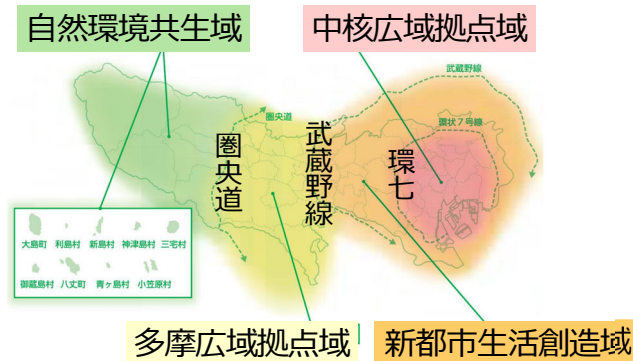 自然環境共生域
中核広域拠点域
武蔵野線
圏央道
環状7号線
圏央道
武蔵野線
環七
大島町 利島村 新島村 神津島村 三宅村
御蔵島村 八丈町 青ヶ島村 小笠原村
多摩広域拠点域
新都市生活創造域